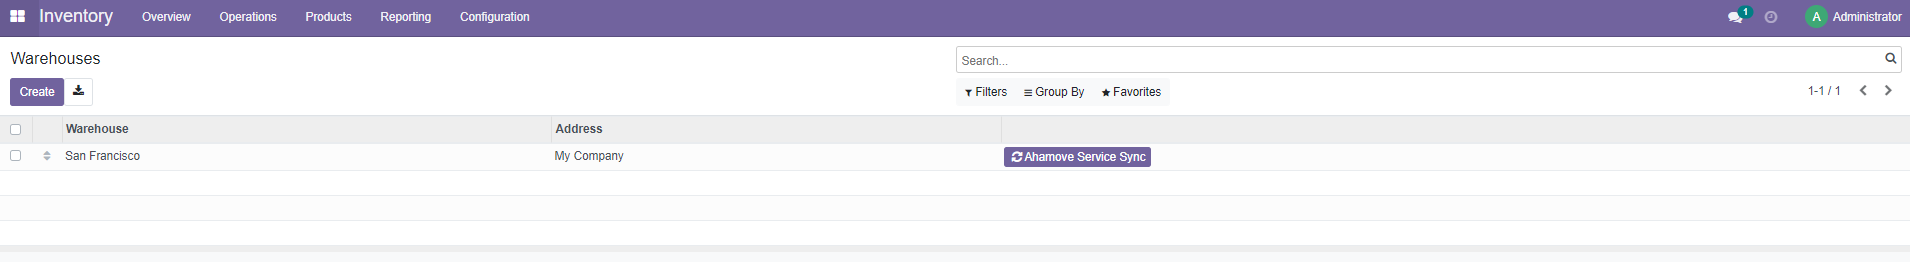 Inventory Overview Operations Products Reporting Configuration 1 A Administrator
Warehouses Search...
Create Filters Group By Favorites 1-1 / 1
Warehouse Address
San Francisco My Company Ahamove Service Sync